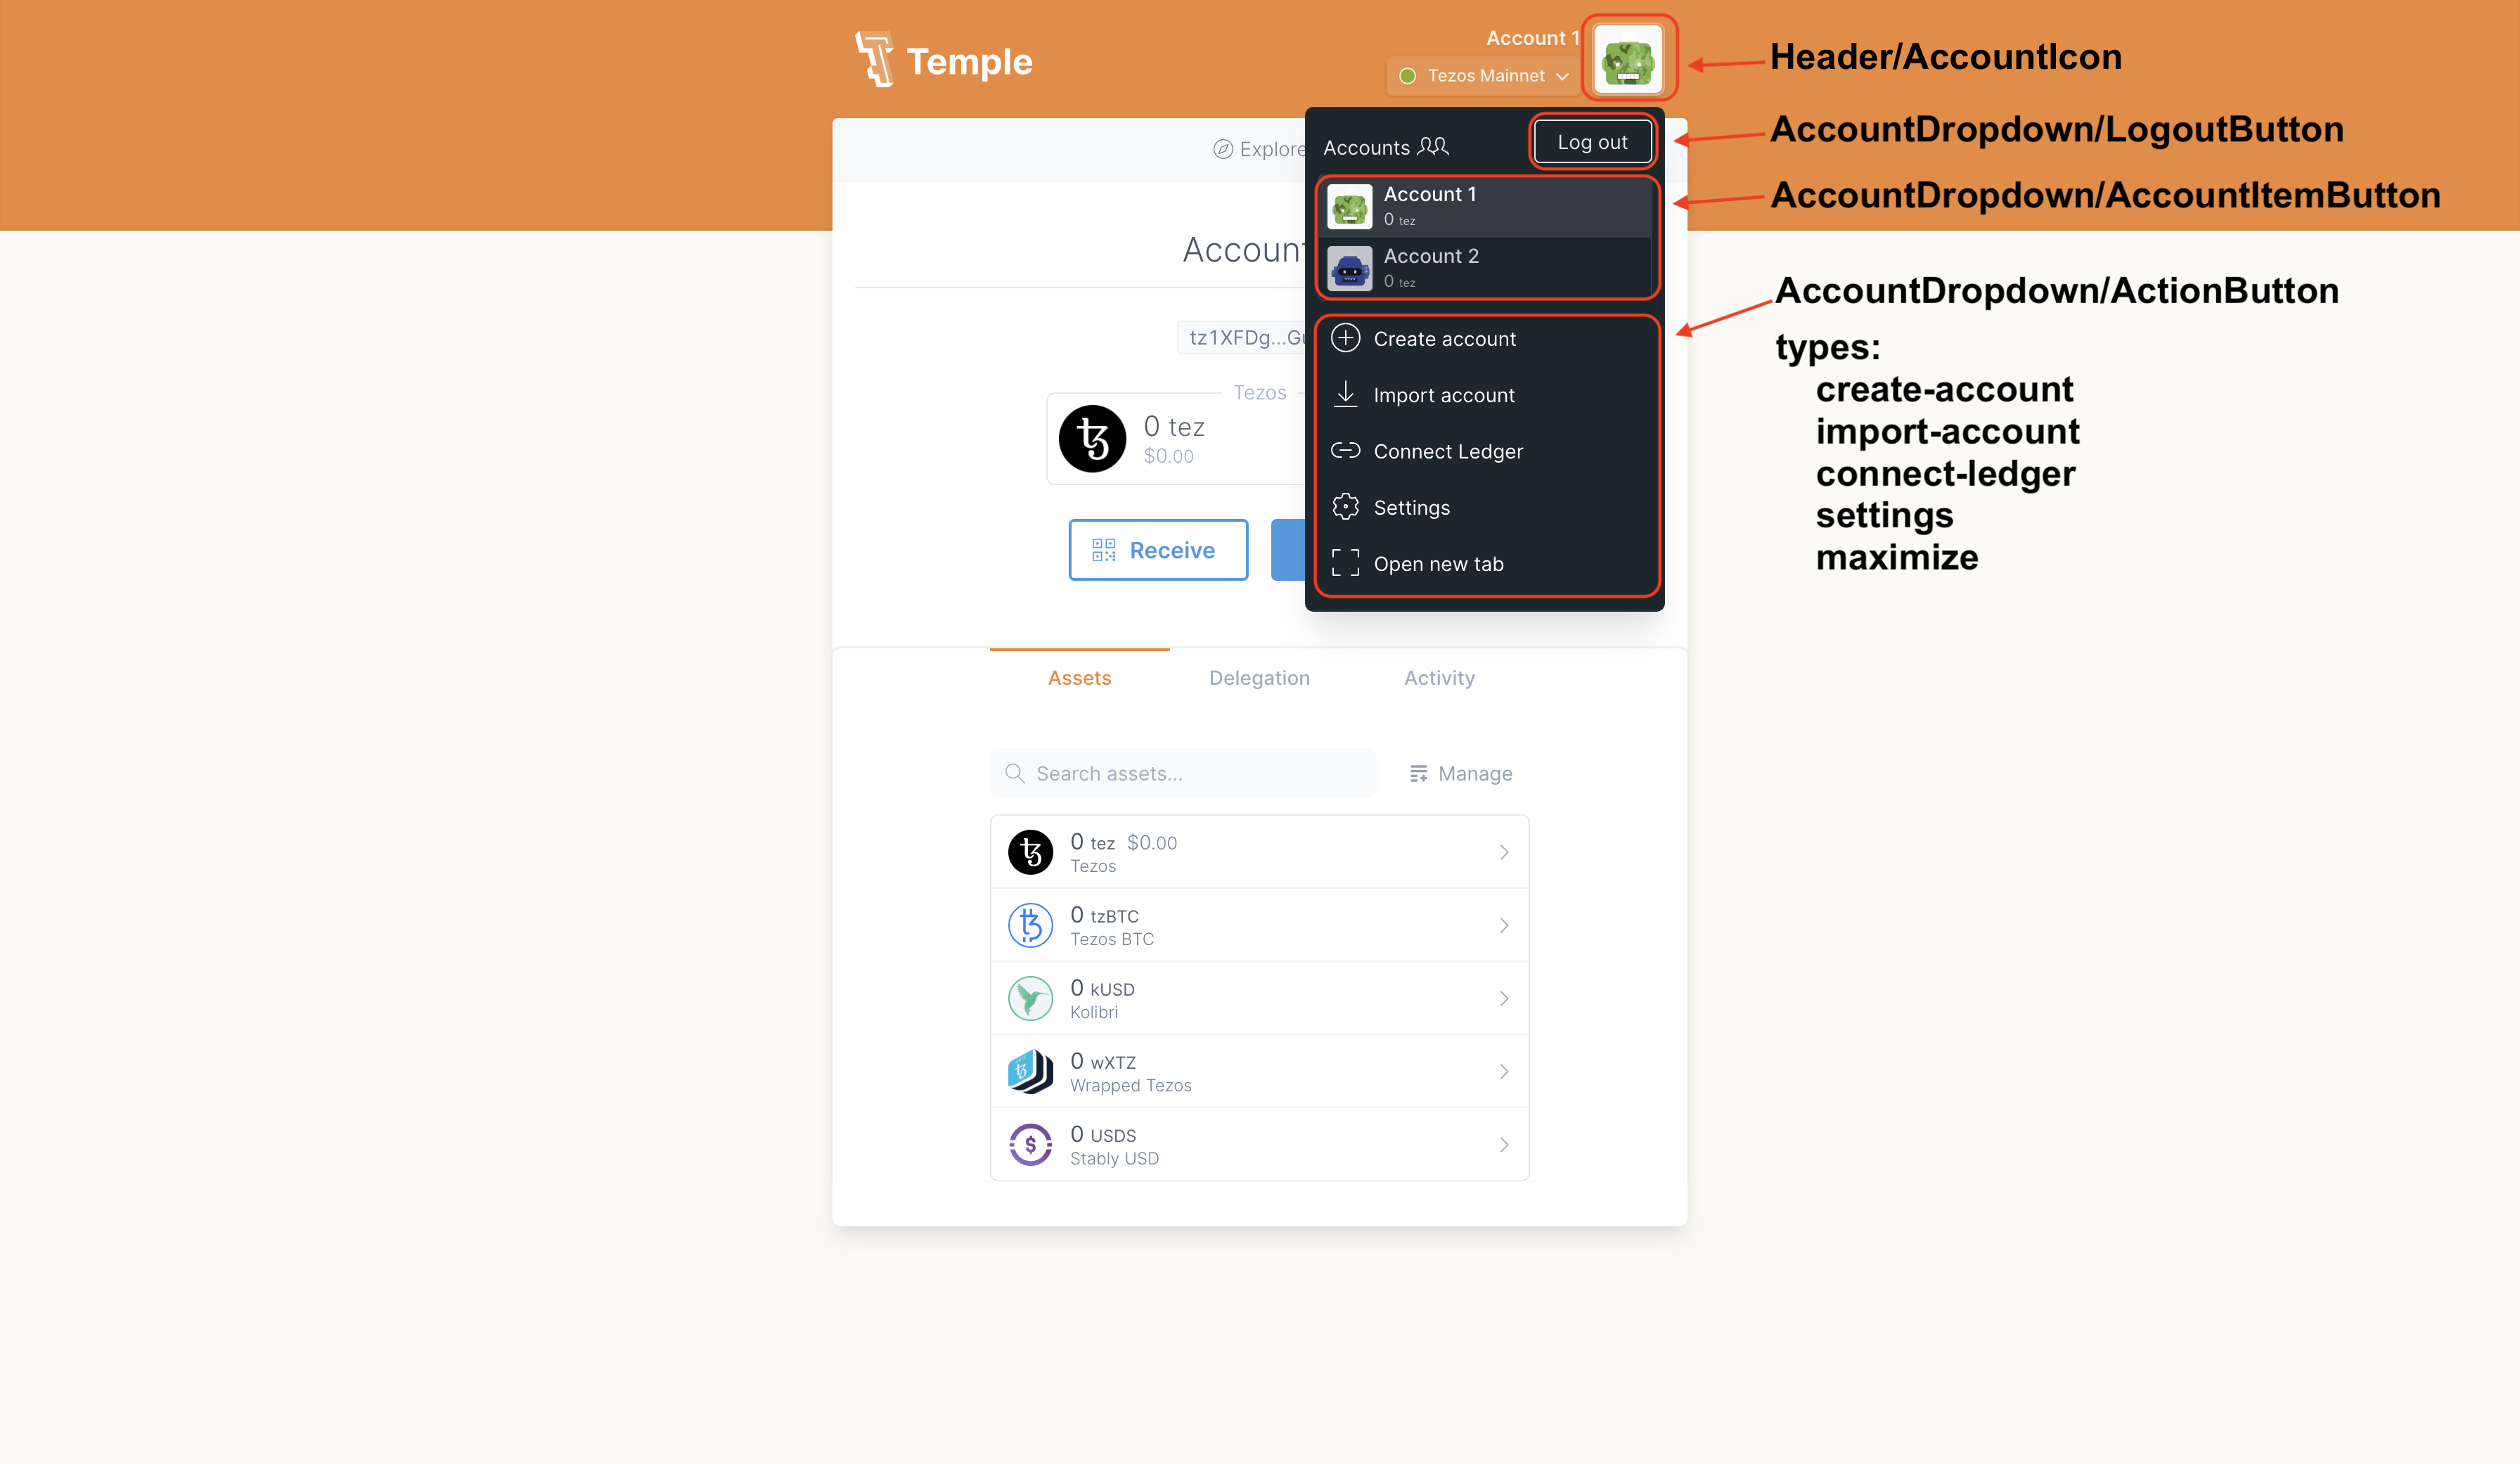 Temple
Account 1
Tezos Mainnet
Header/AccountIcon
Explore
Accounts
Log out
AccountDropdown/LogoutButton
Account 1
0 tez
AccountDropdown/AccountItemButton
Account 2
0 tez
Account
tz1XFDg...Gu
Tezos
0 tez
$0.00
Receive
Create account
Import account
Connect Ledger
Settings
Open new tab
AccountDropdown/ActionButton
types:
create-account
import-account
connect-ledger
settings
maximize
Assets
Delegation
Activity
Search assets...
Manage
0 tez $0.00
Tezos
0 tzBTC
Tezos BTC
0 kUSD
Kolibri
0 wXTZ
Wrapped Tezos
0 USDS
Stably USD